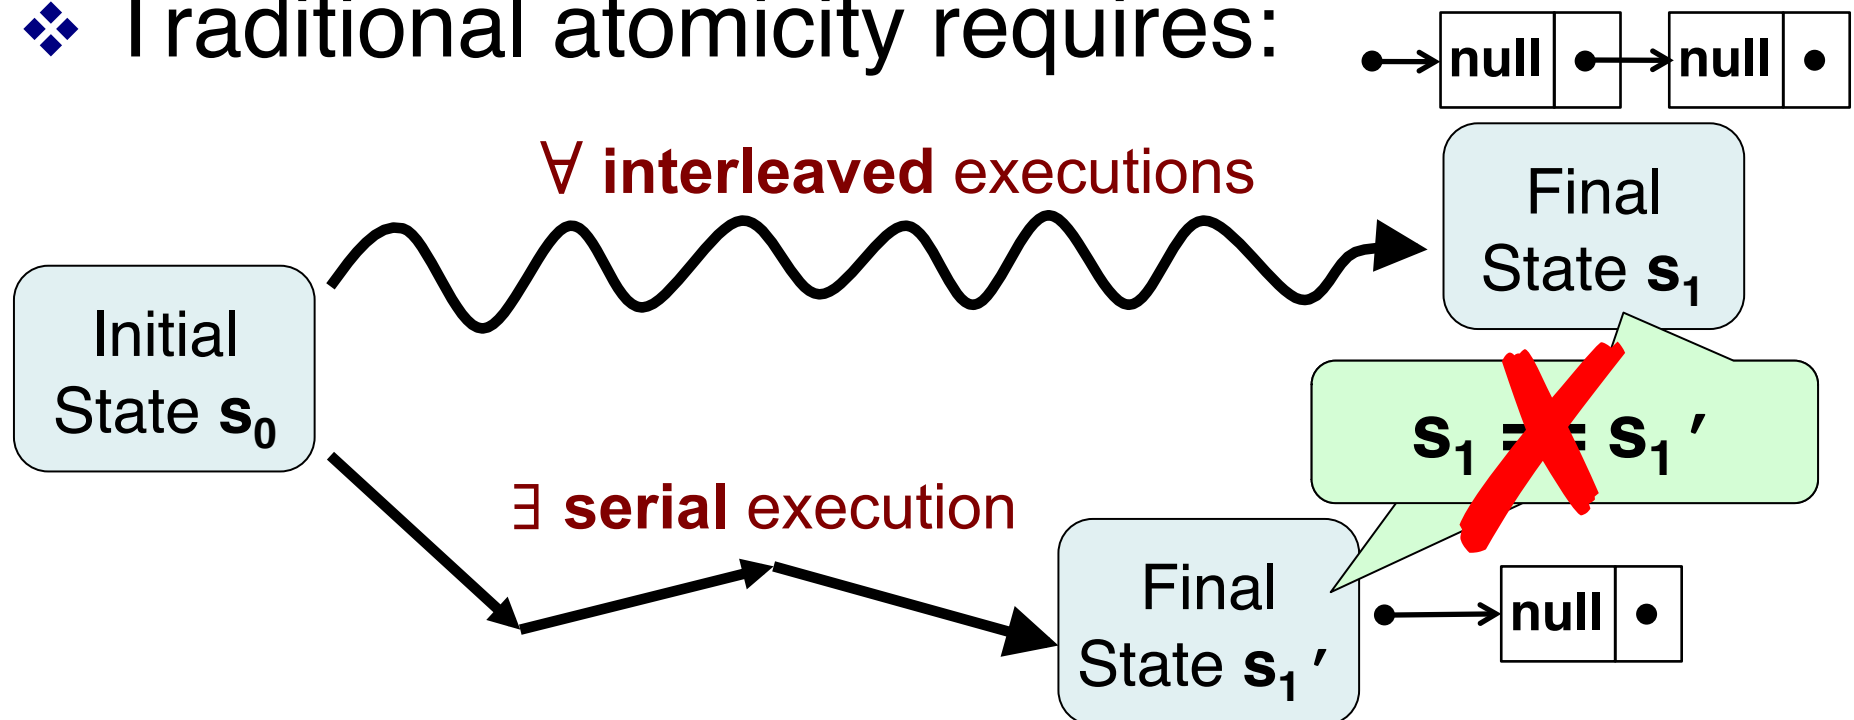 ❖ Traditional atomicity requires:
null null
∀ interleaved executions
Final
State s₁
Initial
State s₀
s₁ == s₁′
∃ serial execution
Final
State s₁′
null